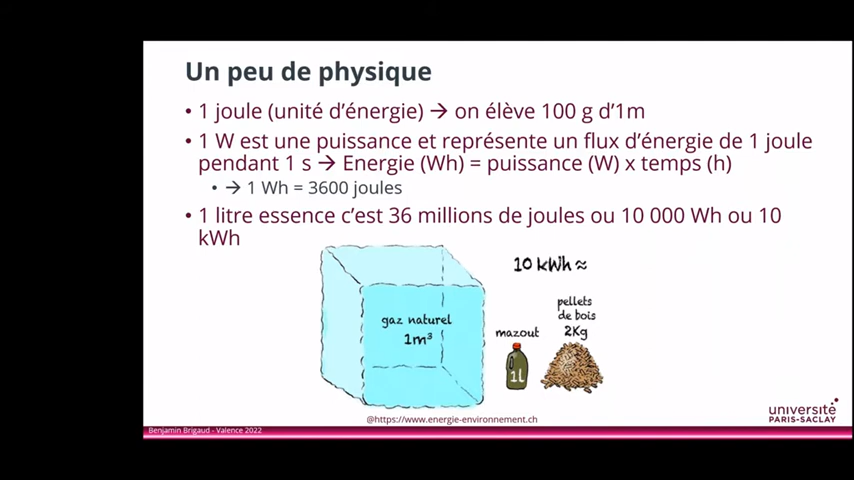 Un peu de physique
• 1 joule (unité d'énergie) → on élève 100 g d'1m
• 1 W est une puissance et représente un flux d'énergie de 1 joule
pendant 1 s → Energie (Wh) = puissance (W) x temps (h)
• → 1 Wh = 3600 joules
• 1 litre essence c'est 36 millions de joules ou 10 000 Wh ou 10
kWh
10 kWh ≈
gaz naturel
1m³
mazout
1L
pellets
de bois
2Kg
@https://www.energie-environnement.ch
université
PARIS-SACLAY
Benjamin Brigaud - Valence 2022